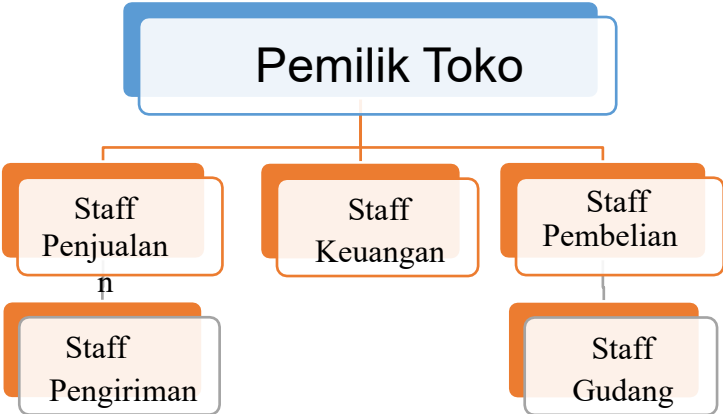 Pemilik Toko
Staff
Penjualan
n
Staff
Keuangan
Staff
Pembelian
Staff
Pengiriman
Staff
Gudang